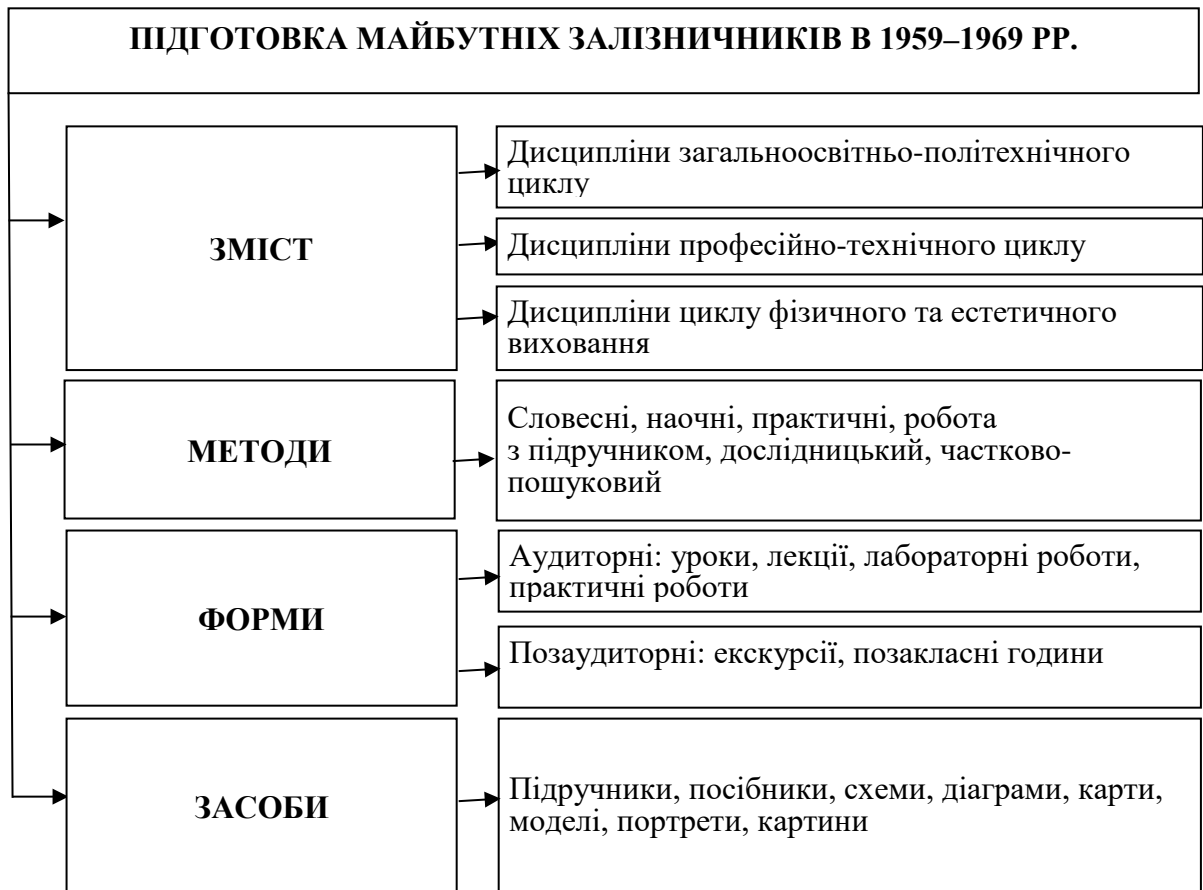 ПІДГОТОВКА МАЙБУТНІХ ЗАЛІЗНИЧНИКІВ В 1959–1969 РР.
ЗМІСТ
Дисципліни загальноосвітньо-політехнічного
циклу
Дисципліни професійно-технічного циклу
Дисципліни циклу фізичного та естетичного
виховання
МЕТОДИ
Словесні, наочні, практичні, робота
з підручником, дослідницький, частково-
пошуковий
ФОРМИ
Аудиторні: уроки, лекції, лабораторні роботи,
практичні роботи
Позаудиторні: екскурсії, позакласні години
ЗАСОБИ
Підручники, посібники, схеми, діаграми, карти,
моделі, портрети, картини